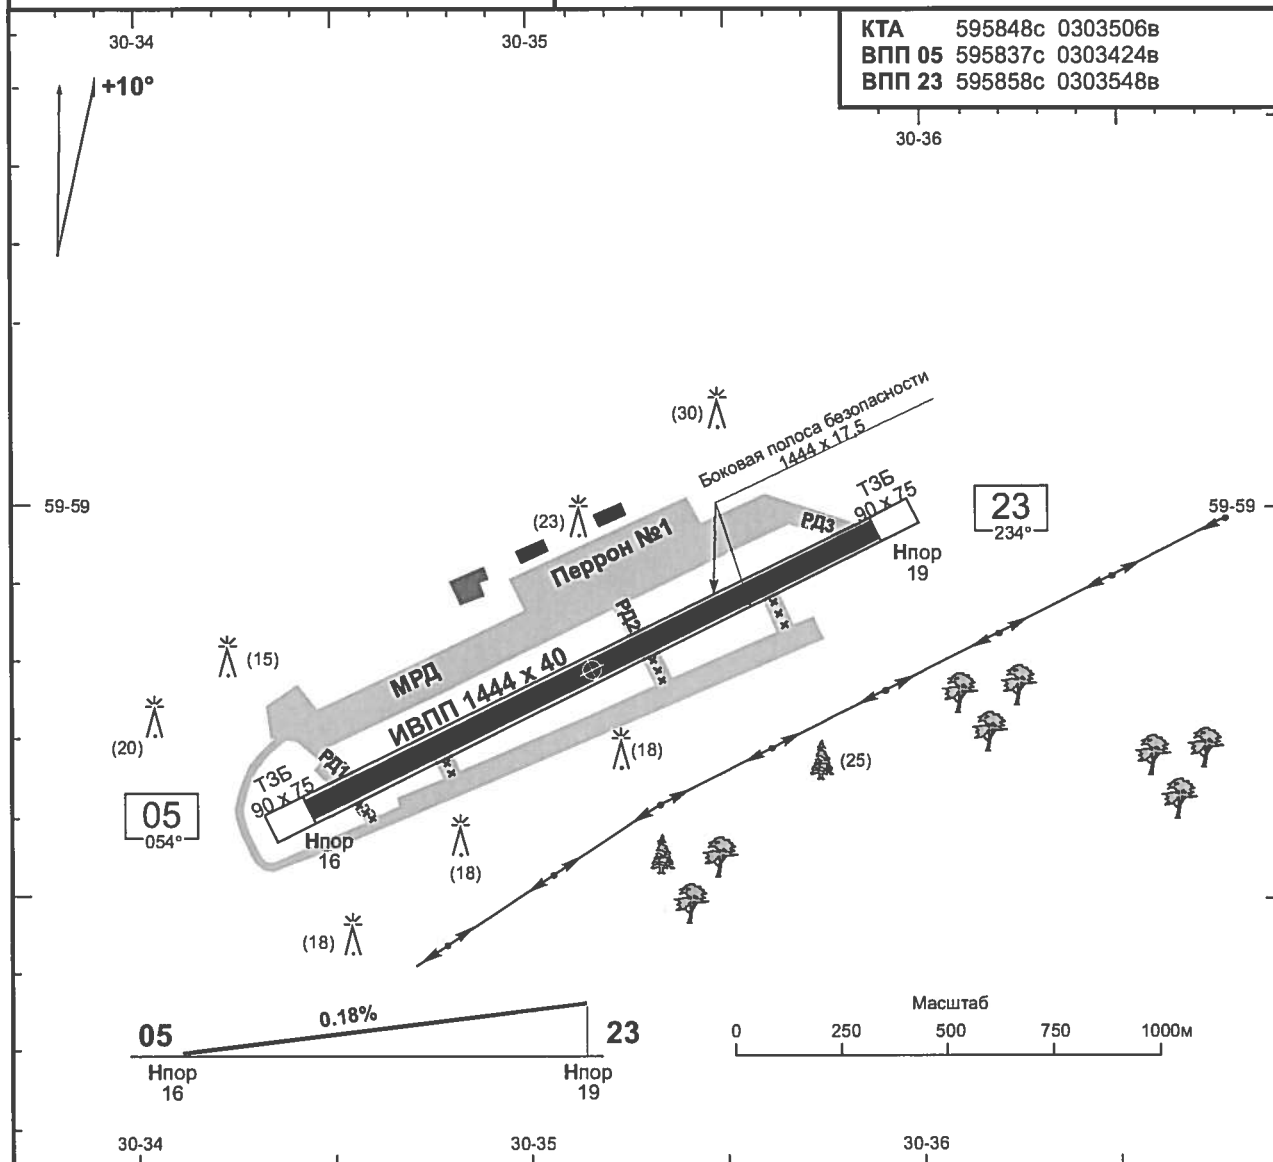 30-34
30-35
КТА 595848с 0303506в
ВПП 05 595837с 0303424в
ВПП 23 595858с 0303548в
+10°
30-36
(30)
Боковая полоса безопасности
1444 x 17,5
59-59
(23)
Перрон №1
РД3
ТЗБ
90 x 75
23
234°
59-59
Нпор
19
РД2
(15)
МРД
ИВПП 1444 x 40
(20)
(18)
(25)
РД1
ТЗБ
90 x 75
05
054°
Нпор
16
(18)
(18)
05
0.18%
23
Нпор
16
Нпор
19
Масштаб
0 250 500 750 1000м
30-34
30-35
30-36